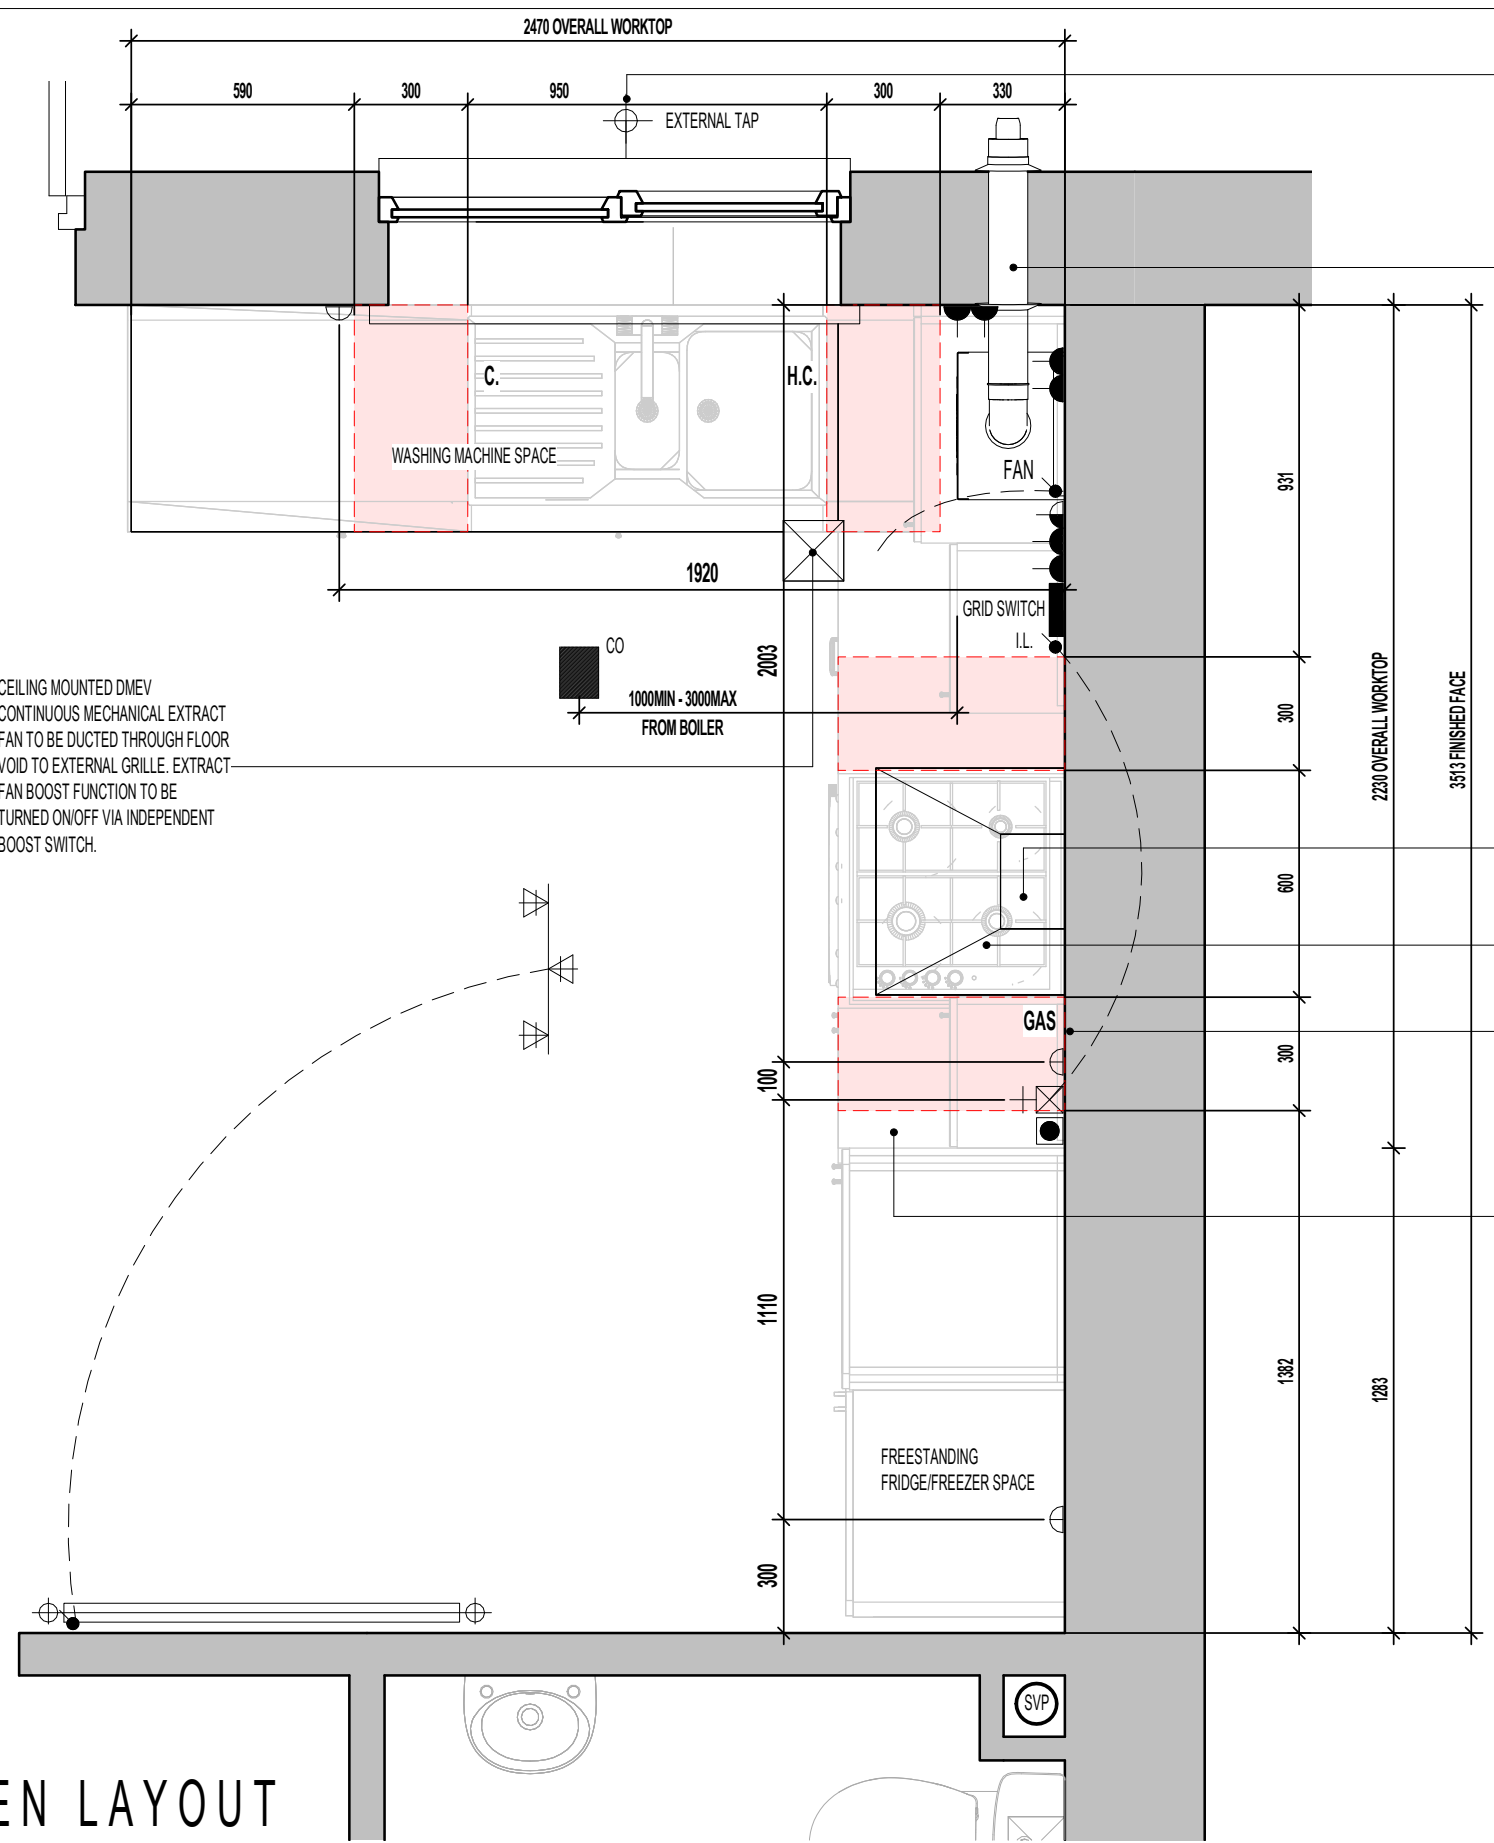 2470 OVERALL WORKTOP
590
300
950
300
330
EXTERNAL TAP
C.
H.C.
WASHING MACHINE SPACE
FAN
931
1920
GRID SWITCH
I.L.
CO
2003
1000MIN - 3000MAX
FROM BOILER
CEILING MOUNTED DMEV
CONTINUOUS MECHANICAL EXTRACT
FAN TO BE DUCTED THROUGH FLOOR
VOID TO EXTERNAL GRILLE. EXTRACT
FAN BOOST FUNCTION TO BE
TURNED ON/OFF VIA INDEPENDENT
BOOST SWITCH.
300
2230 OVERALL WORKTOP
3513 FINISHED FACE
600
GAS
300
100
1110
1382
1283
FREESTANDING
FRIDGE/FREEZER SPACE
300
SVP
EN LAYOUT